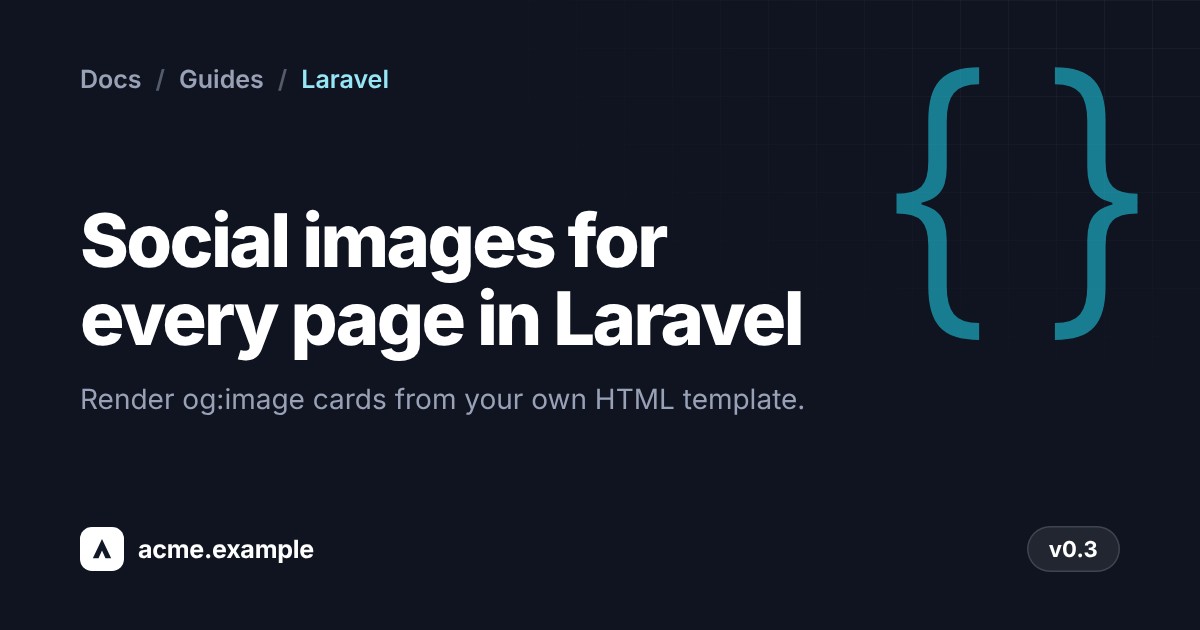 Docs / Guides / Laravel
{ }
Social images for
every page in Laravel
Render og:image cards from your own HTML template.
acme.example
v0.3